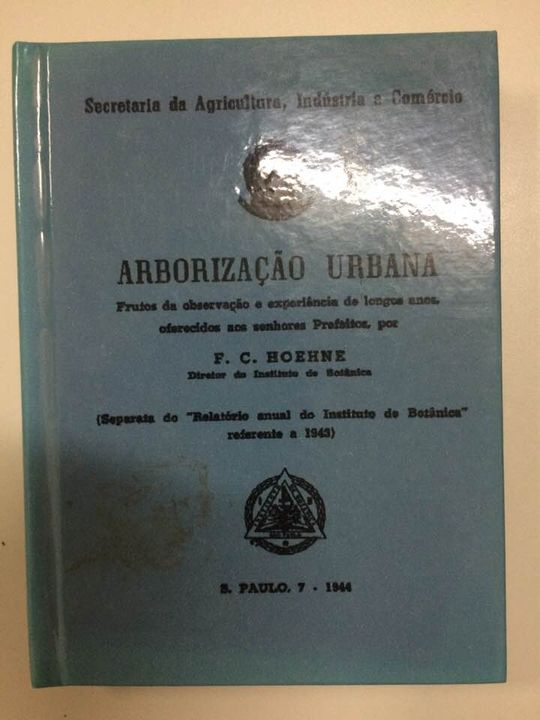 Secretaria da Agricultura, Indústria e Comércio
ARBORIZAÇÃO URBANA
Frutos da observação e experiência de longos anos,
oferecidos aos senhores Prefeitos, por
F. C. HOEHNE
Diretor do Instituto de Botânica
(Separata do "Relatório anual do Instituto de Botânica"
referente a 1943)
S. PAULO, 7 - 1944